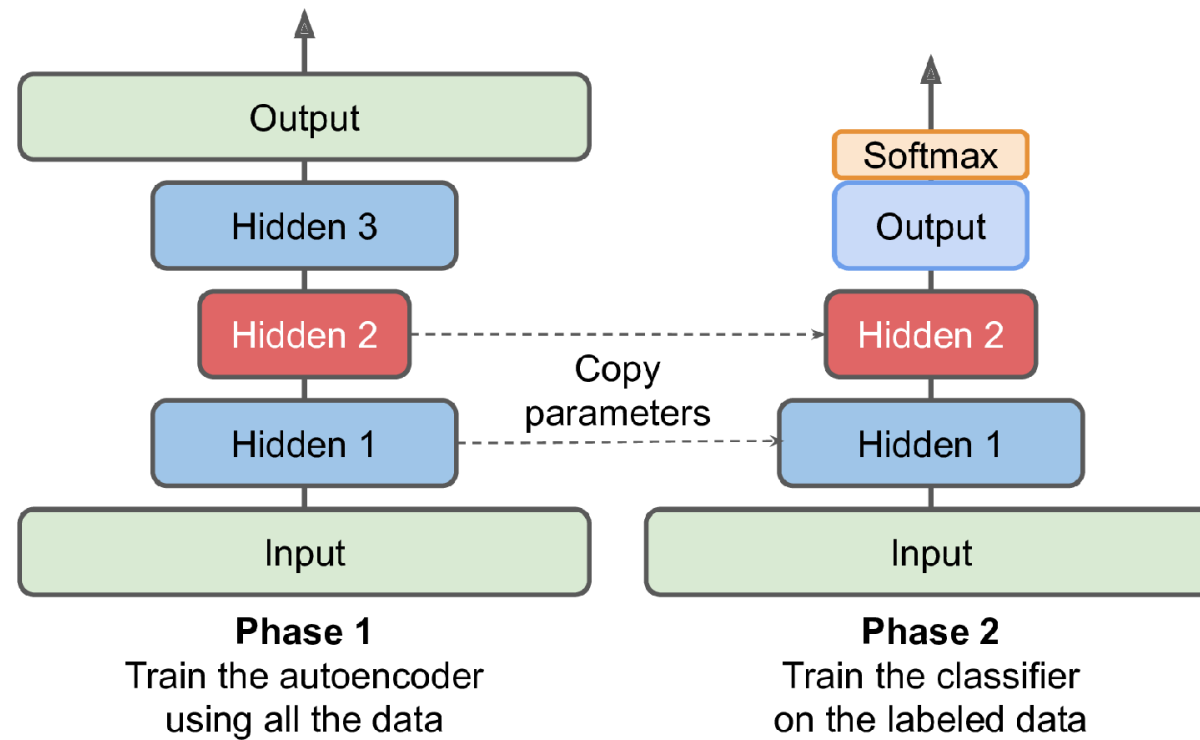 Output
Hidden 3
Hidden 2
Hidden 1
Input
Phase 1
Train the autoencoder
using all the data
Copy
parameters
Softmax
Output
Hidden 2
Hidden 1
Input
Phase 2
Train the classifier
on the labeled data